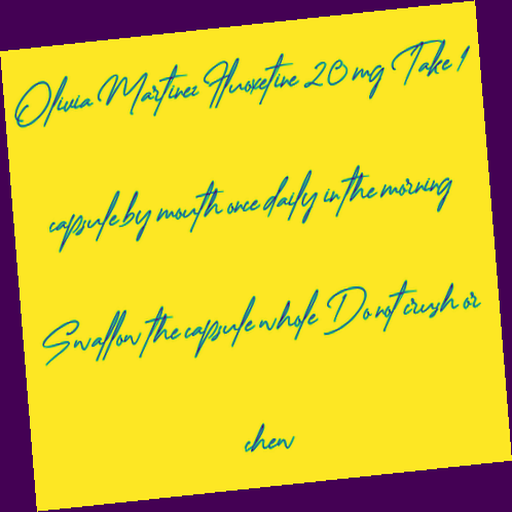 Olivia Martinez Fluoxetine 20 mg Take 1
capsule by mouth once daily in the morning
Swallow the capsule whole Do not crush or
chew